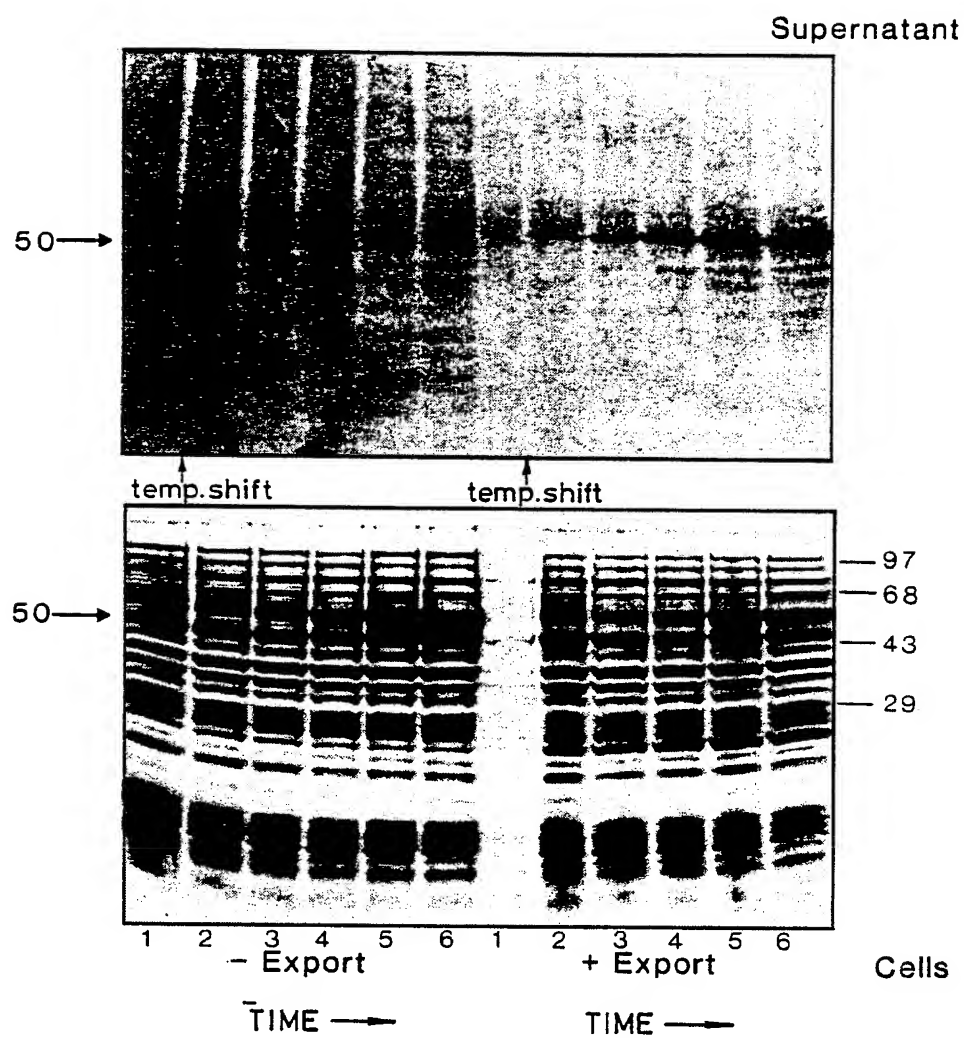 Supernatant
50
temp.shift temp.shift
50
97
68
43
29
1 2 3 4 5 6 1 2 3 4 5 6
- Export + Export Cells
TIME TIME